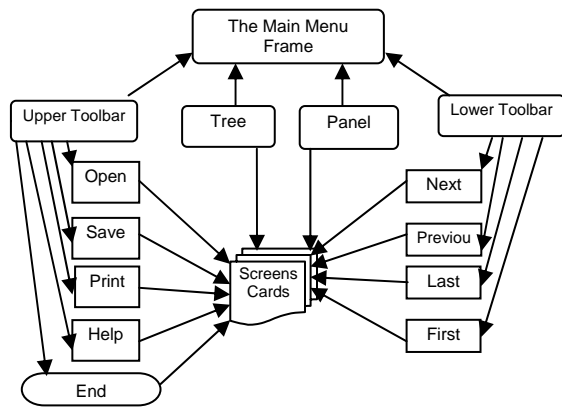 The Main Menu
Frame
Upper Toolbar
Tree
Panel
Lower Toolbar
Open
Save
Print
Help
End
Screens
Cards
Next
Previou
Last
First